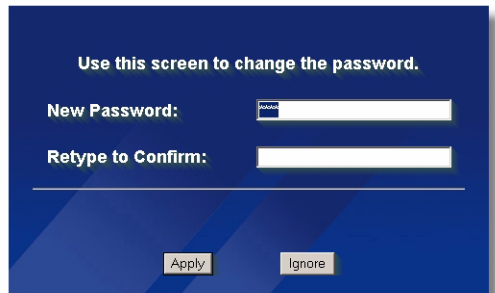 Use this screen to change the password.
New Password:
****
Retype to Confirm:
Apply
Ignore